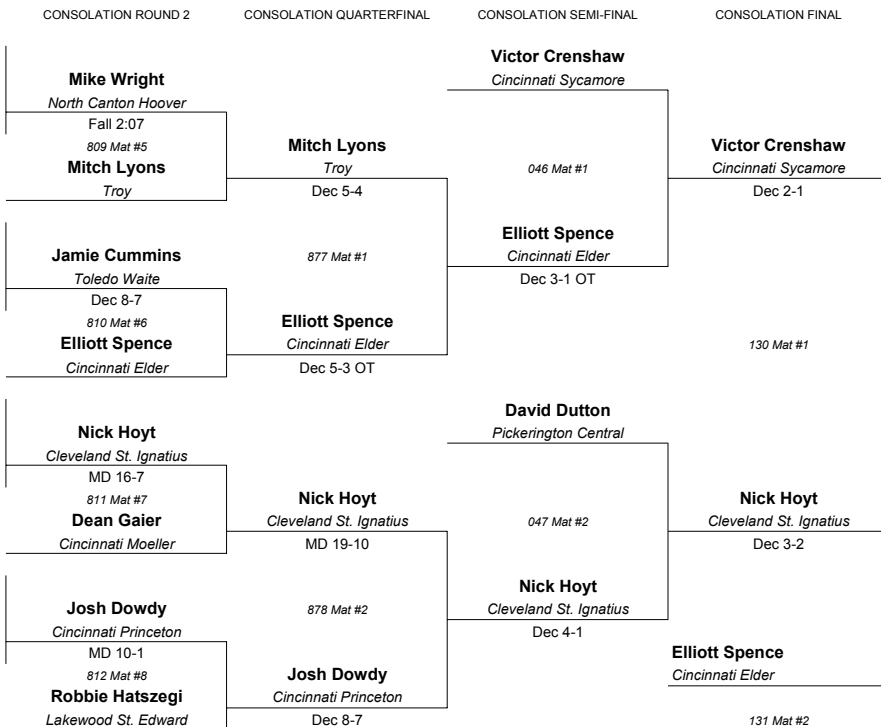 CONSOLATION ROUND 2
CONSOLATION QUARTERFINAL
CONSOLATION SEMI-FINAL
CONSOLATION FINAL
Mike Wright
North Canton Hoover
Fall 2:07
809 Mat #5
Mitch Lyons
Troy
Jamie Cummins
Toledo Waite
Dec 8-7
810 Mat #6
Elliott Spence
Cincinnati Elder
Nick Hoyt
Cleveland St. Ignatius
MD 16-7
811 Mat #7
Dean Gaier
Cincinnati Moeller
Josh Dowdy
Cincinnati Princeton
MD 10-1
812 Mat #8
Robbie Hatszegi
Lakewood St. Edward
Mitch Lyons
Troy
Dec 5-4
877 Mat #1
Elliott Spence
Cincinnati Elder
Dec 5-3 OT
Nick Hoyt
Cleveland St. Ignatius
MD 19-10
878 Mat #2
Josh Dowdy
Cincinnati Princeton
Dec 8-7
Victor Crenshaw
Cincinnati Sycamore
046 Mat #1
Elliott Spence
Cincinnati Elder
Dec 3-1 OT
David Dutton
Pickerington Central
047 Mat #2
Nick Hoyt
Cleveland St. Ignatius
Dec 4-1
Victor Crenshaw
Cincinnati Sycamore
Dec 2-1
130 Mat #1
Nick Hoyt
Cleveland St. Ignatius
Dec 3-2
Elliott Spence
Cincinnati Elder
131 Mat #2